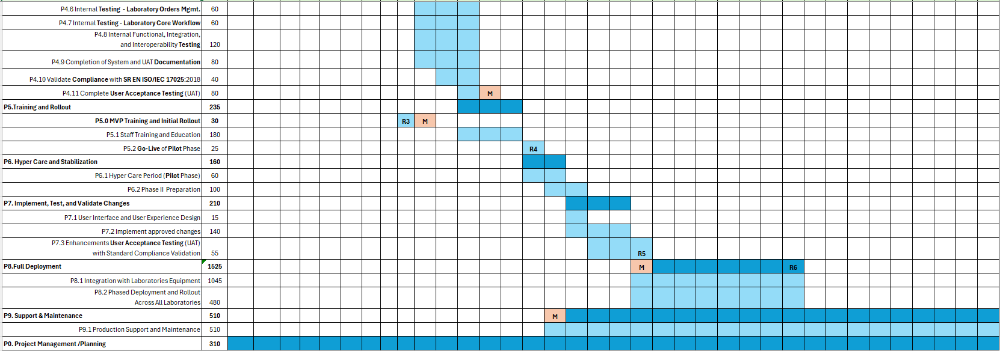 P4.6 Internal Testing - Laboratory Orders Mgmt. 60
P4.7 Internal Testing - Laboratory Core Workflow 60
P4.8 Internal Functional, Integration,
and Interoperability Testing 120
P4.9 Completion of System and UAT Documentation 80
P4.10 Validate Compliance with SR EN ISO/IEC 17025:2018 40
P4.11 Complete User Acceptance Testing (UAT) 80 M
P5.Training and Rollout 235
P5.0 MVP Training and Initial Rollout 30 R3 M
P5.1 Staff Training and Education 180
P5.2 Go-Live of Pilot Phase 25 R4
P6. Hyper Care and Stabilization 160
P6.1 Hyper Care Period (Pilot Phase) 60
P6.2 Phase II Preparation 100
P7. Implement, Test, and Validate Changes 210
P7.1 User Interface and User Experience Design 15
P7.2 Implement approved changes 140
P7.3 Enhancements User Acceptance Testing (UAT)
with Standard Compliance Validation 55 R5
P8.Full Deployment 1525 M R6
P8.1 Integration with Laboratories Equipment 1045
P8.2 Phased Deployment and Rollout
Across All Laboratories 480
P9. Support & Maintenance 510 M
P9.1 Production Support and Maintenance 510
P0. Project Management /Planning 310